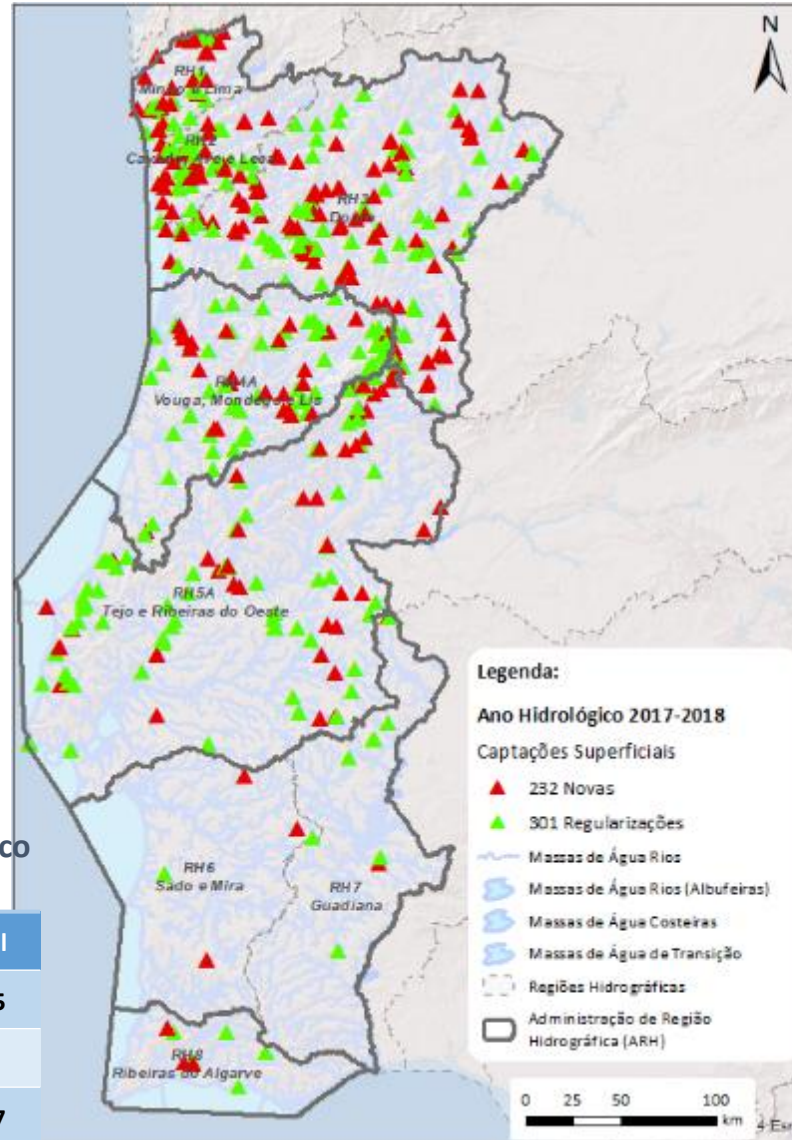 N
RH1
Minho e Lima
RH2
Cavado, Ave e Leca
RH3
Douro
RH4A
Vouga, Mondego e Lis
RH5A
Tejo e Ribeiras do Oeste
RH6
Sado e Mira
RH7
Guadiana
RH8
Ribeiras do Algarve
Legenda:
Ano Hidrológico 2017-2018
Captações Superficiais
232 Novas
301 Regularizações
Massas de Água Rios
Massas de Água Rios (Albufeiras)
Massas de Água Costeiras
Massas de Água de Transição
Regiões Hidrográficas
Administração de Região
Hidrográfica (ARH)
0 25 50 100
km
co
l